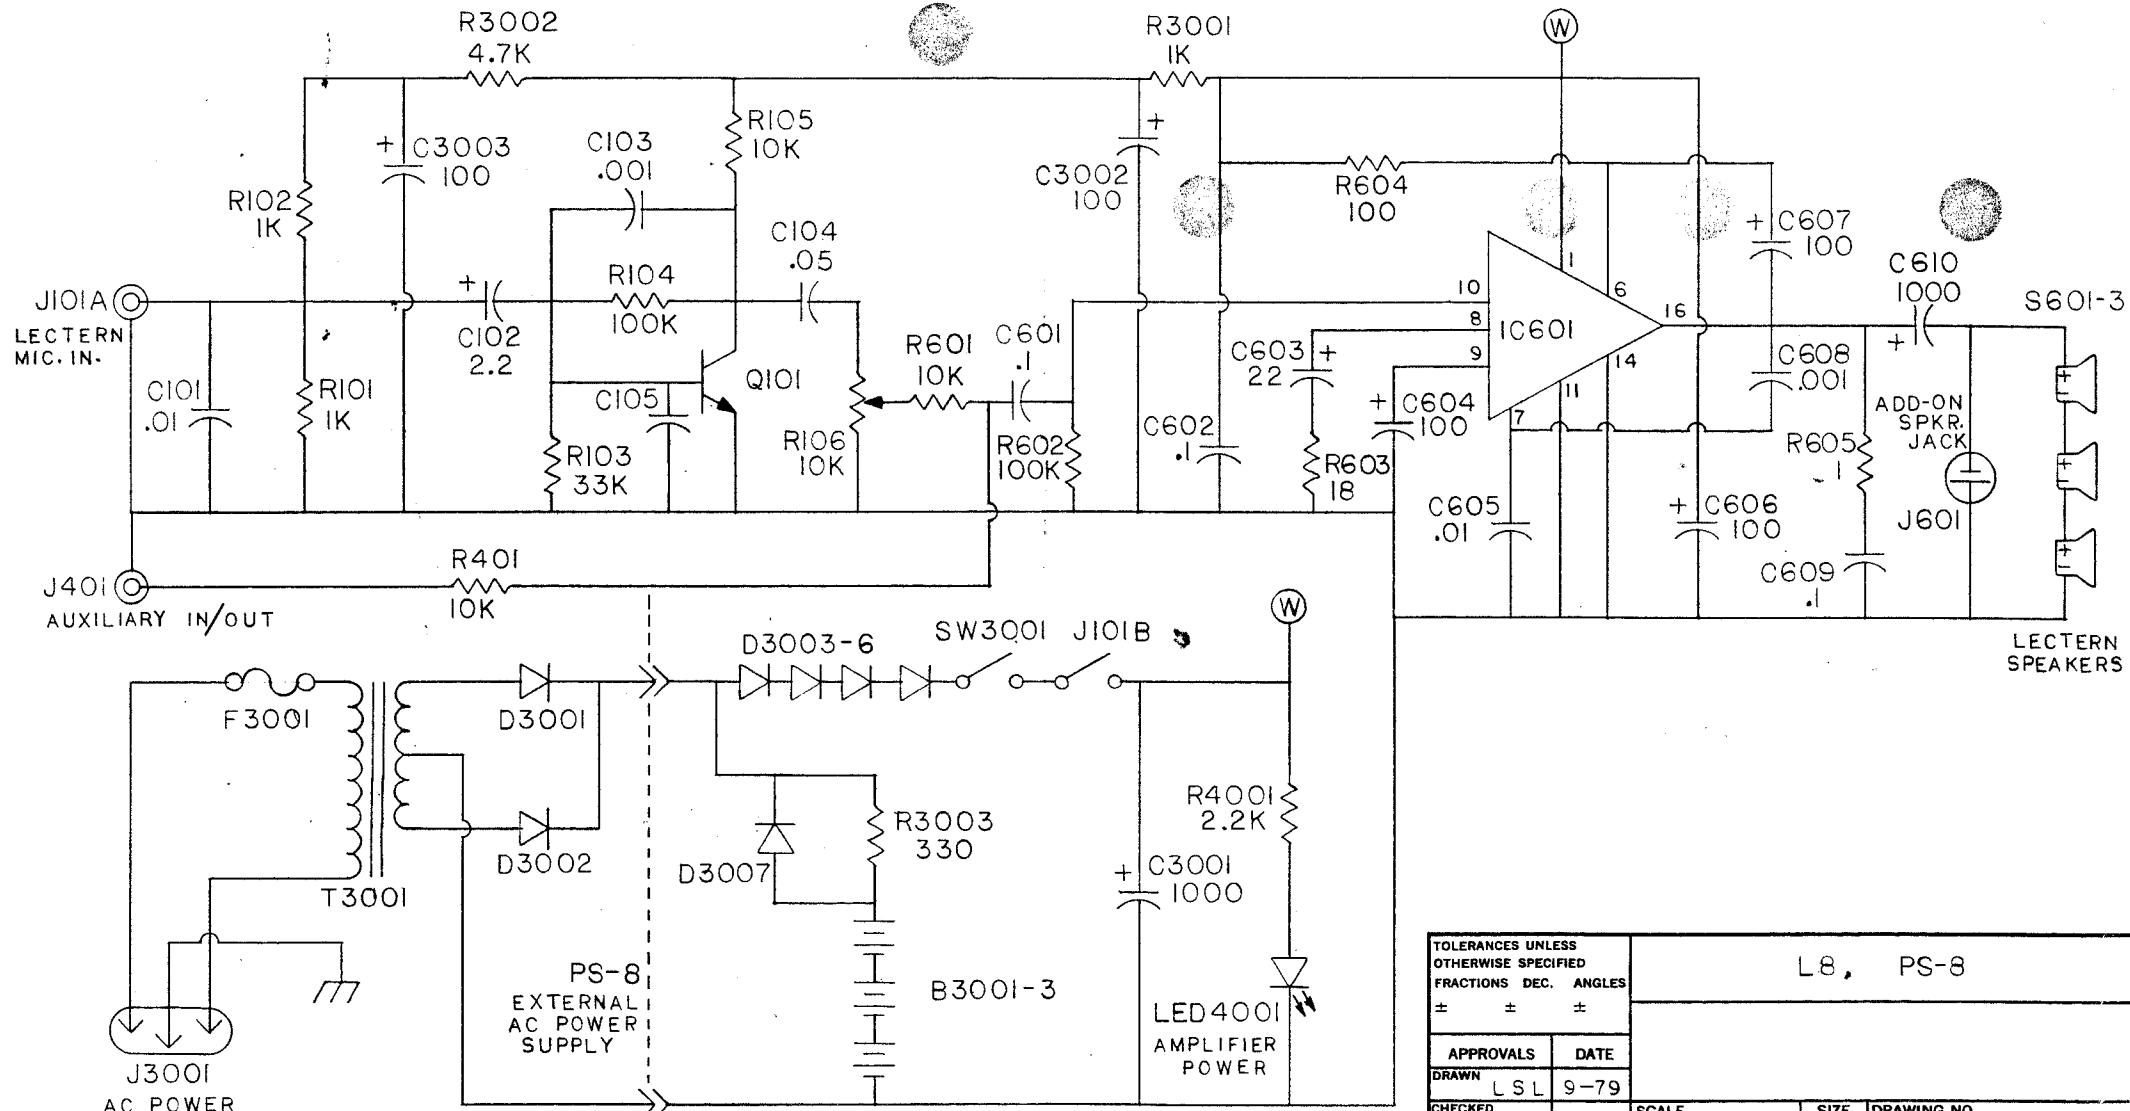 R3002
4.7K
R3001
1K
W
R105
10K
C103
.001
+ C3003
100
R102
1K
+
C3002
100
R604
100
+ C607
100
C104
.05
R104
100K
+
C102
2.2
J101A
LECTERN
MIC. IN.
C101
.01
R101
1K
C105
Q101
R103
33K
R106
10K
R601
10K
C601
.1
R602
100K
10
8
9
1
6
16
14
11
7
IC601
C603 +
22
+ C604
100
C602
.1
R603
18
C605
.01
+ C606
100
C608
.001
C610
1000
+
S601-3
ADD-ON
SPKR.
JACK
R605
1
J601
C609
.1
+
-
+
-
+
-
LECTERN
SPEAKERS
J401
AUXILIARY IN/OUT
R401
10K
W
F3001
T3001
D3001
D3002
D3003-6
SW3001
J101B
D3007
R3003
330
R4001
2.2K
+ C3001
1000
B3001-3
PS-8
EXTERNAL
AC POWER
SUPPLY
LED4001
AMPLIFIER
POWER
J3001
AC POWER
TOLERANCES UNLESS
OTHERWISE SPECIFIED
FRACTIONS DEC. ANGLES
± ± ±
L8, PS-8
APPROVALS DATE
DRAWN LSL 9-79
CHECKED
SCALE SIZE DRAWING NO.